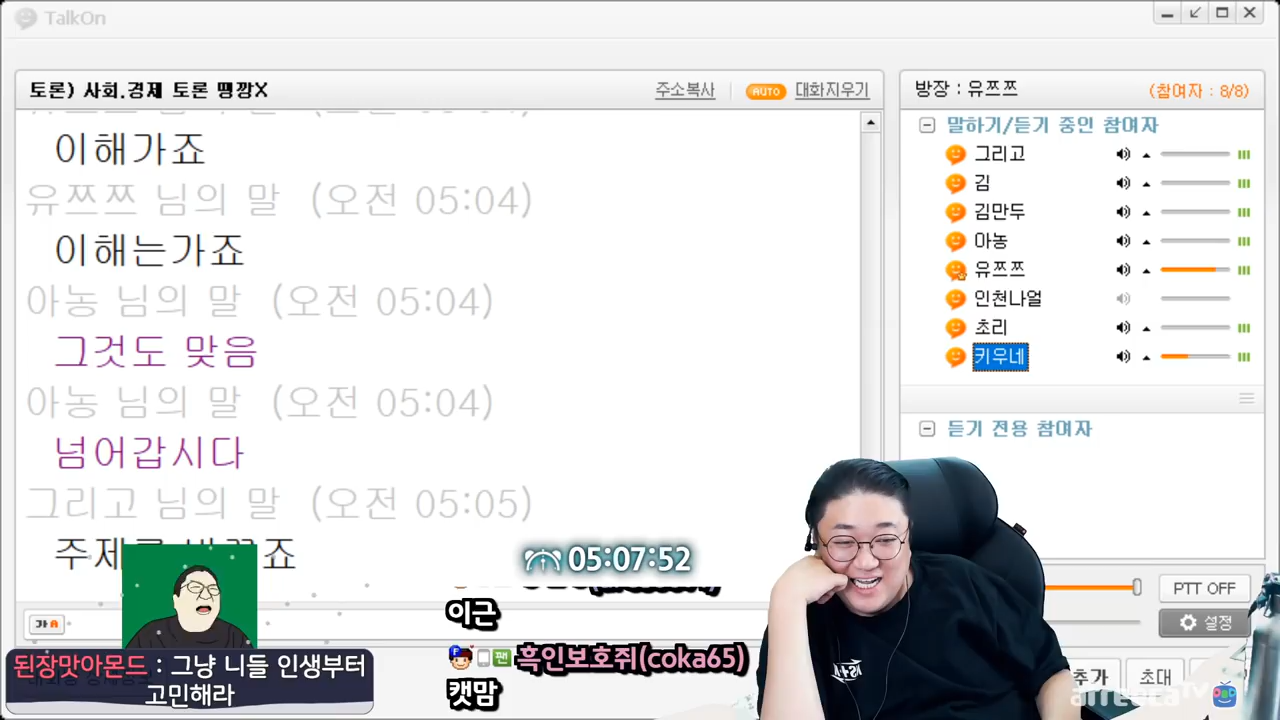 TalkOn
토론) 사회.경제 토론 땡깡X
주소복사
AUTO
대화지우기
이해가죠
유쯔쯔 님의 말 (오전 05:04)
이해는가죠
아농 님의 말 (오전 05:04)
그것도 맞음
아농 님의 말 (오전 05:04)
넘어갑시다
그리고 님의 말 (오전 05:05)
방장 : 유쯔쯔
(참여자 : 8/8)
말하기/듣기 중인 참여자
그리고
김
김만두
아농
유쯔쯔
인천나얼
초리
키우네
듣기 전용 참여자
PTT OFF
설정
추가
초대
05:07:52
이근
팬 흑인보호쥐(coka65)
캣맘
가A
된장맛아몬드 : 그냥 니들 인생부터
고민해라